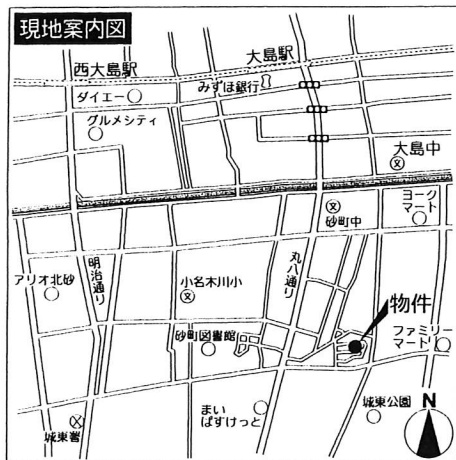 現地案内図
西大島駅
大島駅
ダイエー
みずほ銀行
グルメシティ
大島中
ヨーク
マート
砂町中
明治通り
丸八通り
アリオ北砂
小名木川小
物件
砂町図書館
ファミリー
マート
まい
ばすけっと
城東公園
N
城東署